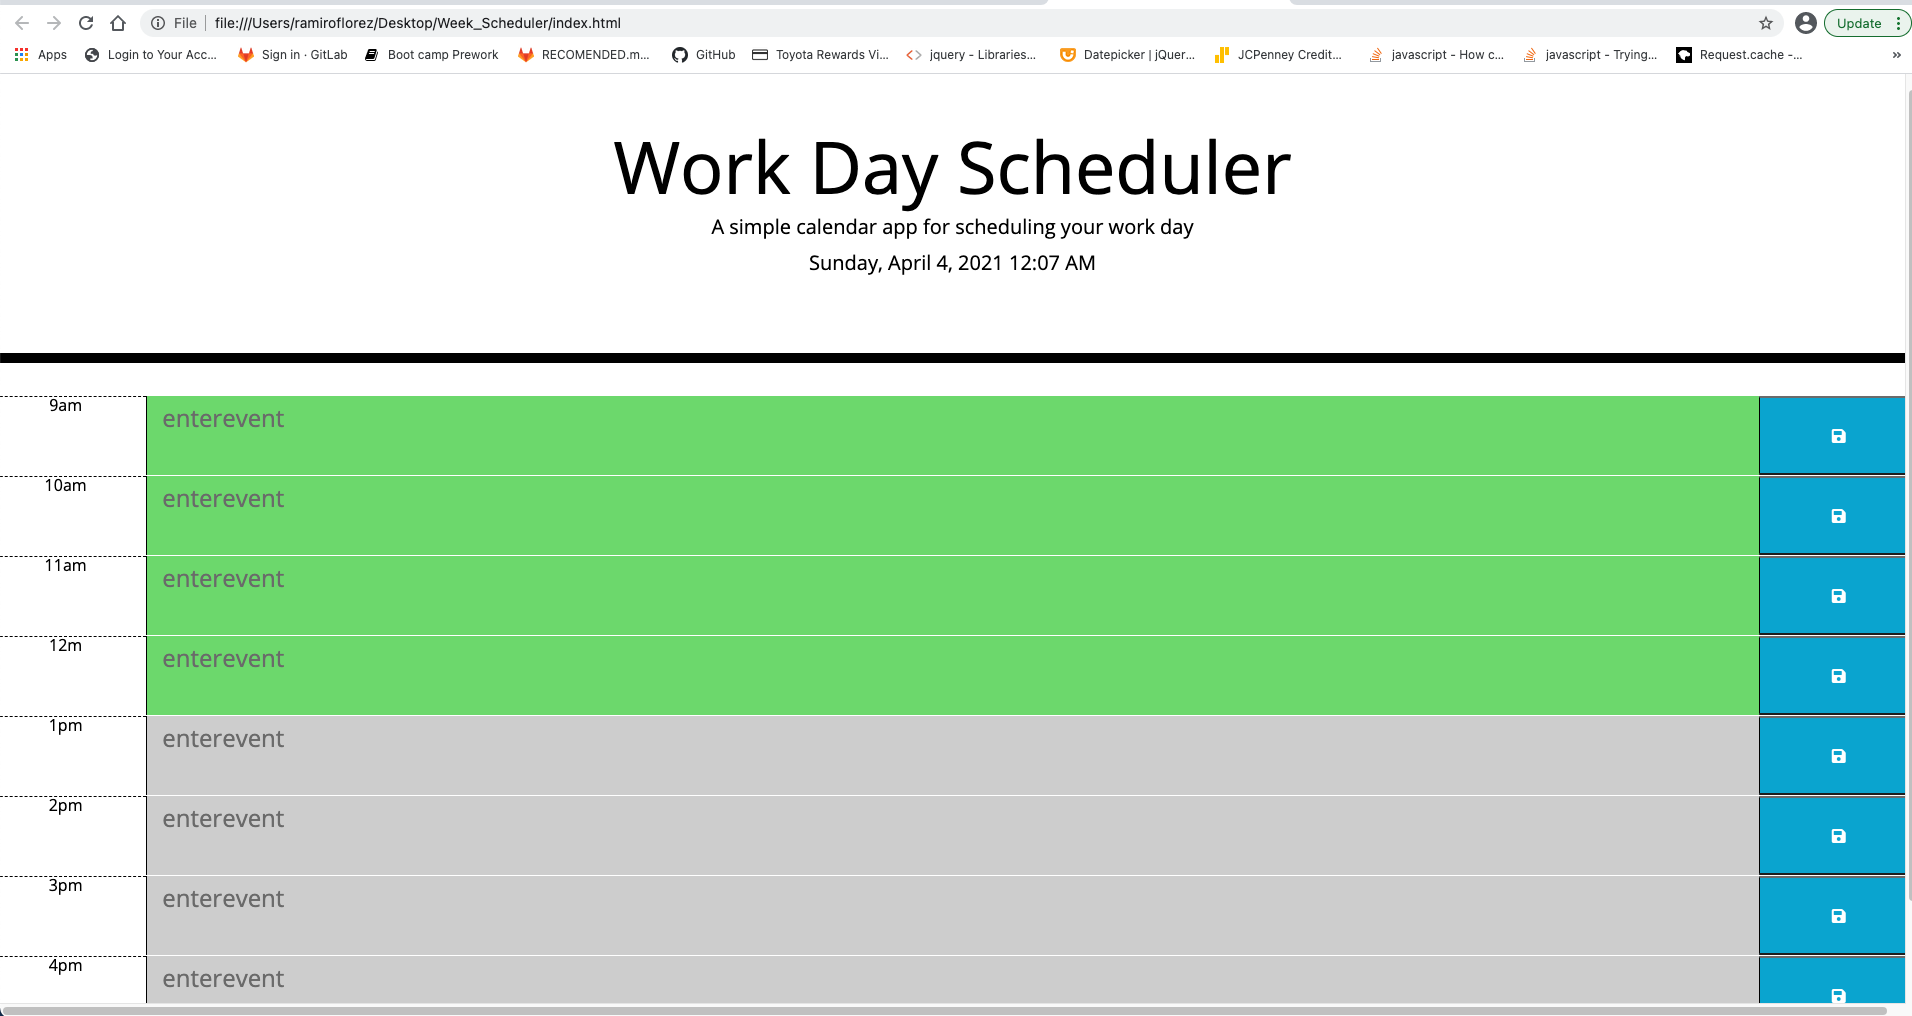 File file:///Users/ramiroflorez/Desktop/Week_Scheduler/index.html Update
Apps Login to Your Acc... Sign in · GitLab Boot camp Prework RECOMENDED.m... GitHub Toyota Rewards Vi... jquery - Libraries... Datepicker | jQuer... JCPenney Credit... javascript - How c... javascript - Trying... Request.cache -... »
Work Day Scheduler
A simple calendar app for scheduling your work day
Sunday, April 4, 2021 12:07 AM
9am enterevent
10am enterevent
11am enterevent
12m enterevent
1pm enterevent
2pm enterevent
3pm enterevent
4pm enterevent